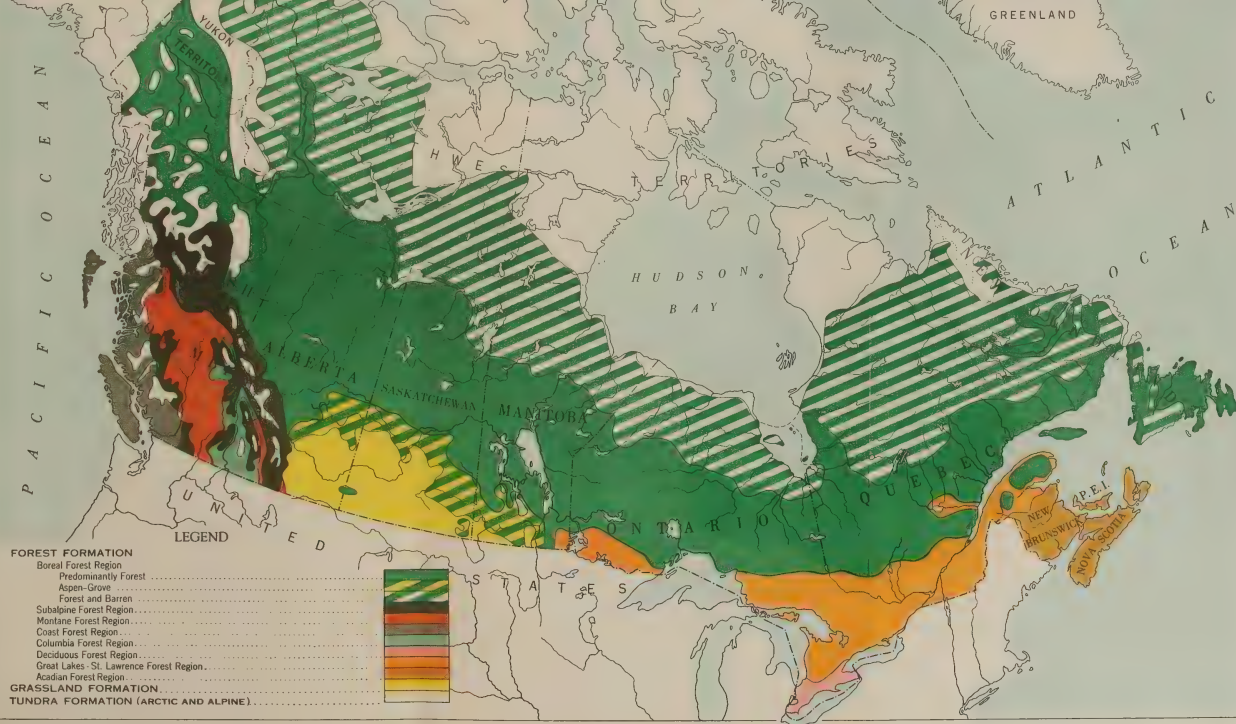 GREENLAND
YUKON
TERRITORY
NORTHWEST TERRITORIES
PACIFIC OCEAN
ATLANTIC OCEAN
HUDSON
BAY
ALBERTA
SASKATCHEWAN
MANITOBA
ONTARIO
QUEBEC
P.E.I.
NEW
BRUNSWICK
NOVA SCOTIA
UNITED STATES
LEGEND
FOREST FORMATION
Boreal Forest Region
Predominantly Forest
Aspen-Grove
Forest and Barren
Subalpine Forest Region
Montane Forest Region
Coast Forest Region
Columbia Forest Region
Deciduous Forest Region
Great Lakes - St. Lawrence Forest Region
Acadian Forest Region
GRASSLAND FORMATION
TUNDRA FORMATION (ARCTIC AND ALPINE)